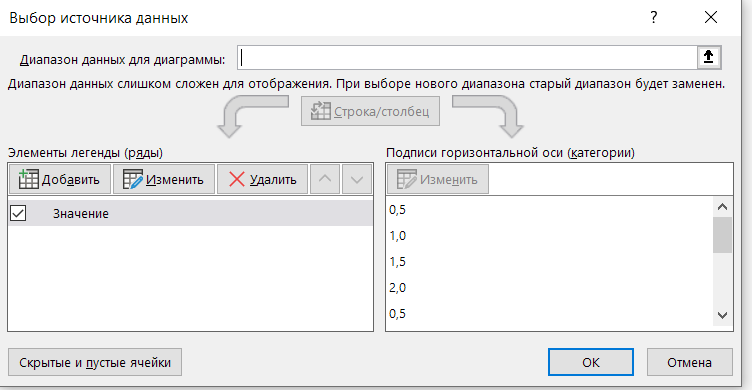 Выбор источника данных
?
Диапазон данных для диаграммы:
Диапазон данных слишком сложен для отображения. При выборе нового диапазона старый диапазон будет заменен.
Строка/столбец
Элементы легенды (ряды)
Добавить Изменить Удалить
Значение
Подписи горизонтальной оси (категории)
Изменить
0,5
1,0
1,5
2,0
0,5
Скрытые и пустые ячейки
ОК Отмена